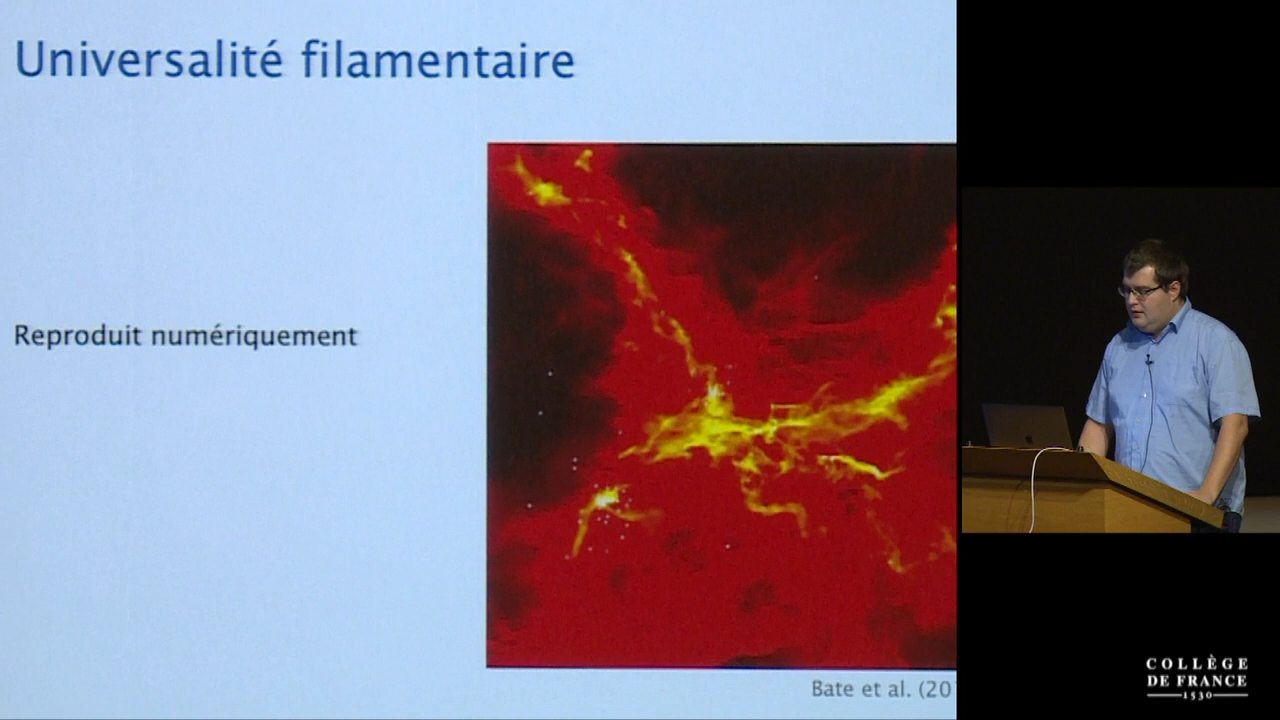 Universalité filamentaire
Reproduit numériquement
Bate et al. (20
COLLÈGE
DE FRANCE
1530